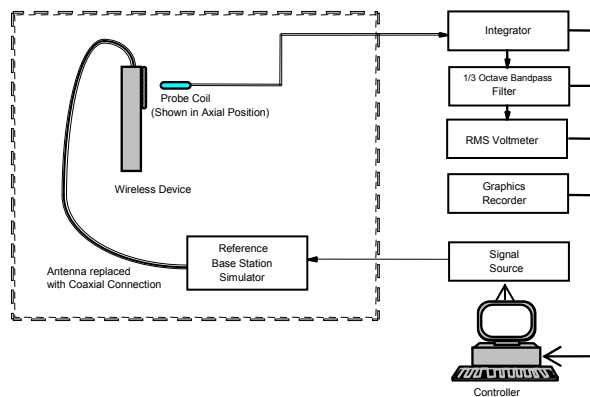 Integrator
1/3 Octave Bandpass
Filter
RMS Voltmeter
Graphics
Recorder
Signal
Source
Controller
Probe Coil
(Shown in Axial Position)
Wireless Device
Reference
Base Station
Simulator
Antenna replaced
with Coaxial Connection